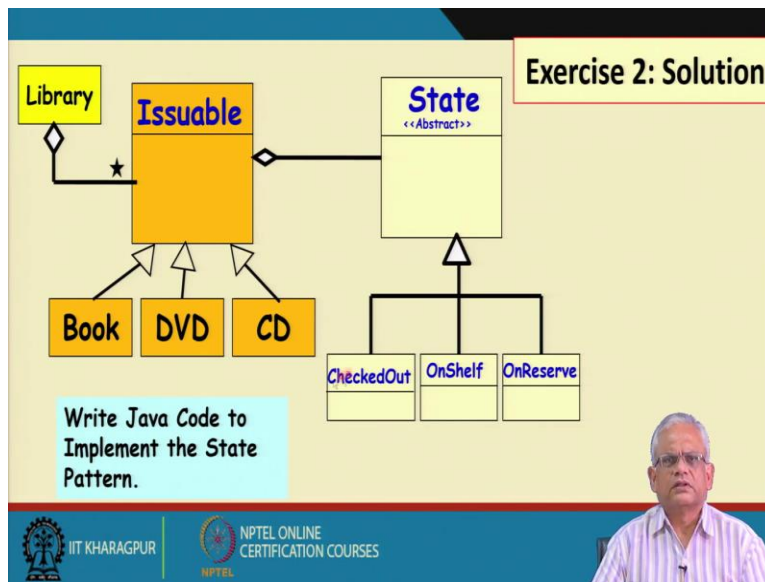 Exercise 2: Solution
Library
Issuable
State
<<Abstract>>
★
Book
DVD
CD
CheckedOut
OnShelf
OnReserve
Write Java Code to
Implement the State
Pattern.
IIT KHARAGPUR
NPTEL
NPTEL ONLINE
CERTIFICATION COURSES